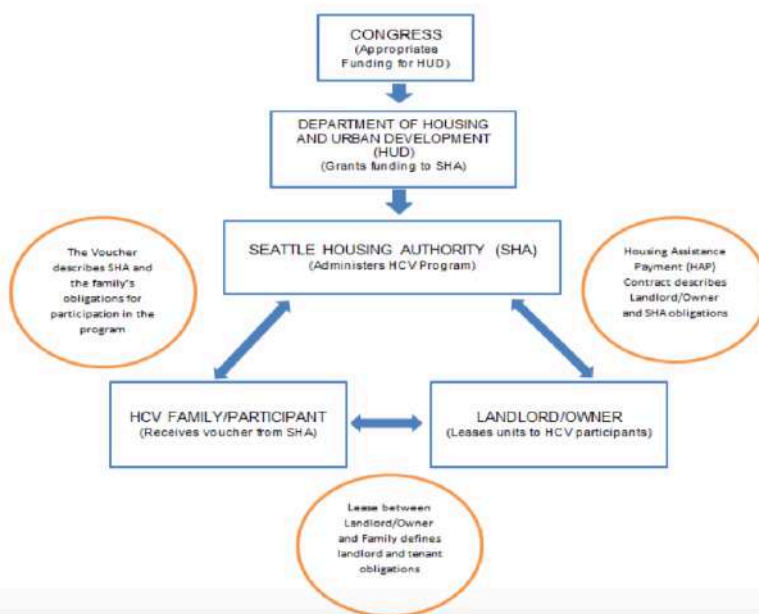 CONGRESS
(Appropriates
Funding for HUD)
DEPARTMENT OF HOUSING
AND URBAN DEVELOPMENT
(HUD)
(Grants funding to SHA)
SEATTLE HOUSING AUTHORITY (SHA)
(Administers HCV Program)
The Voucher
describes SHA and
the family's
obligations for
participation in the
program
Housing Assistance
Payment (HAP)
Contract describes
Landlord/Owner
and SHA obligations
HCV FAMILY/PARTICIPANT
(Receives voucher from SHA)
LANDLORD/OWNER
(Leases units to HCV participants)
Lease between
Landlord/Owner
and Family defines
landlord and tenant
obligations